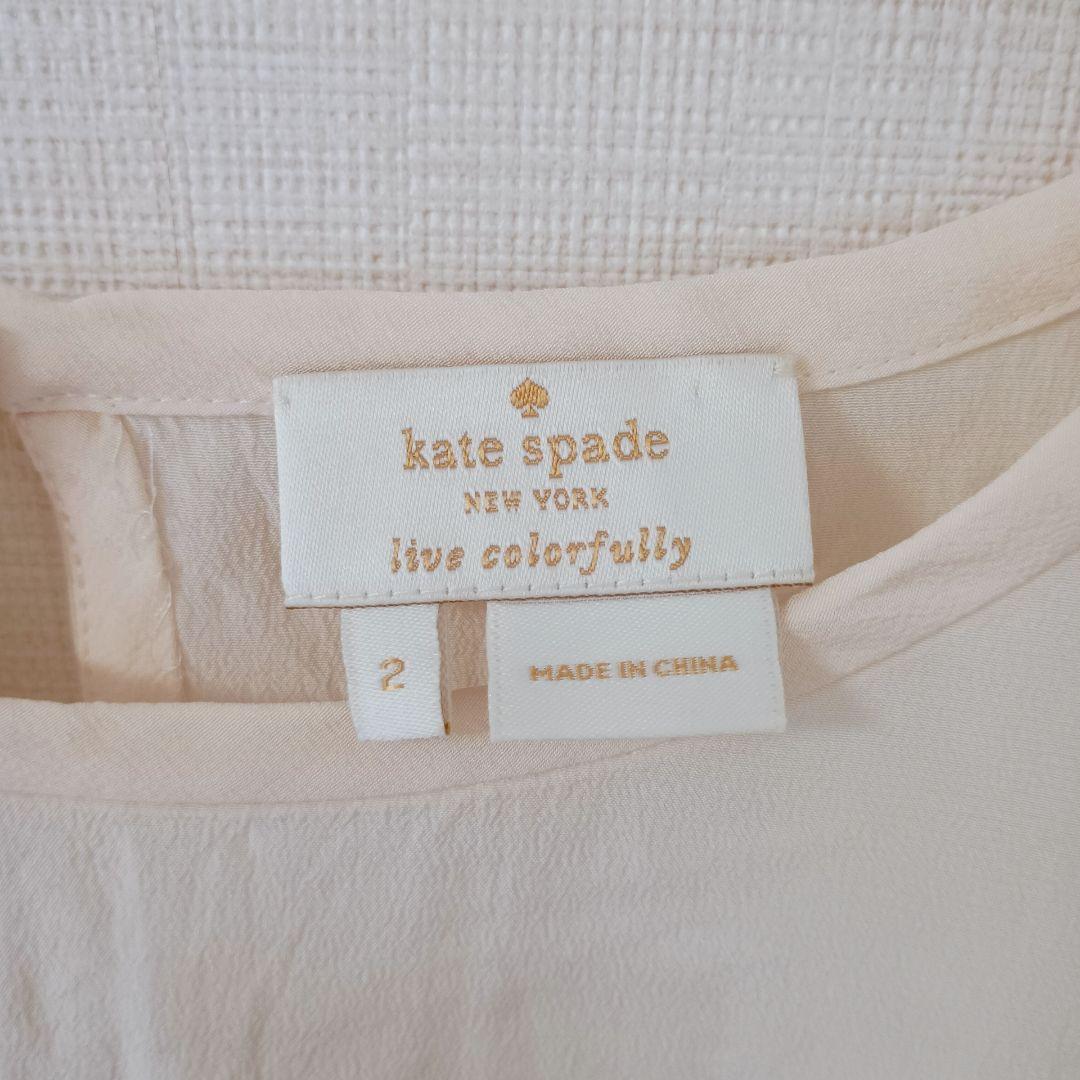 kate spade
NEW YORK
live colorfully
2
MADE IN CHINA